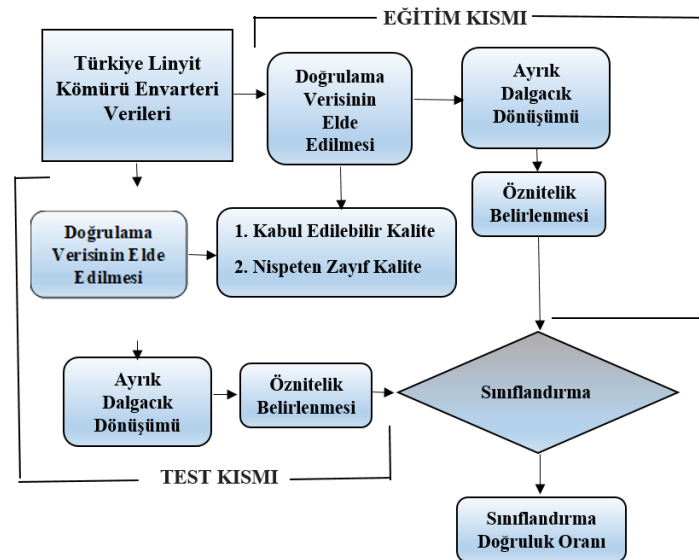 EĞİTİM KISMI
Türkiye Linyit
Kömürü Envarteri
Verileri
Doğrulama
Verisinin
Elde
Edilmesi
Ayrık
Dalgacık
Dönüşümü
Öznitelik
Belirlenmesi
Doğrulama
Verisinin Elde
Edilmesi
1. Kabul Edilebilir Kalite
2. Nispeten Zayıf Kalite
Ayrık
Dalgacık
Dönüşümü
Öznitelik
Belirlenmesi
Sınıflandırma
TEST KISMI
Sınıflandırma
Doğruluk Oranı